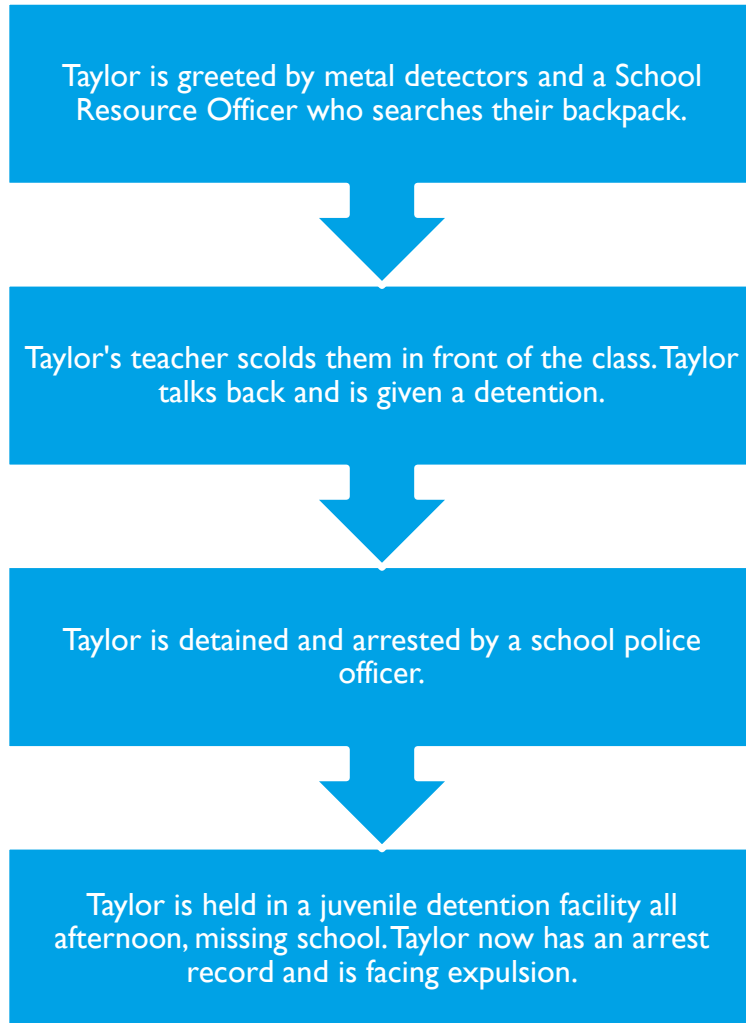 Taylor is greeted by metal detectors and a School
Resource Officer who searches their backpack.
Taylor's teacher scolds them in front of the class. Taylor
talks back and is given a detention.
Taylor is detained and arrested by a school police
officer.
Taylor is held in a juvenile detention facility all
afternoon, missing school. Taylor now has an arrest
record and is facing expulsion.